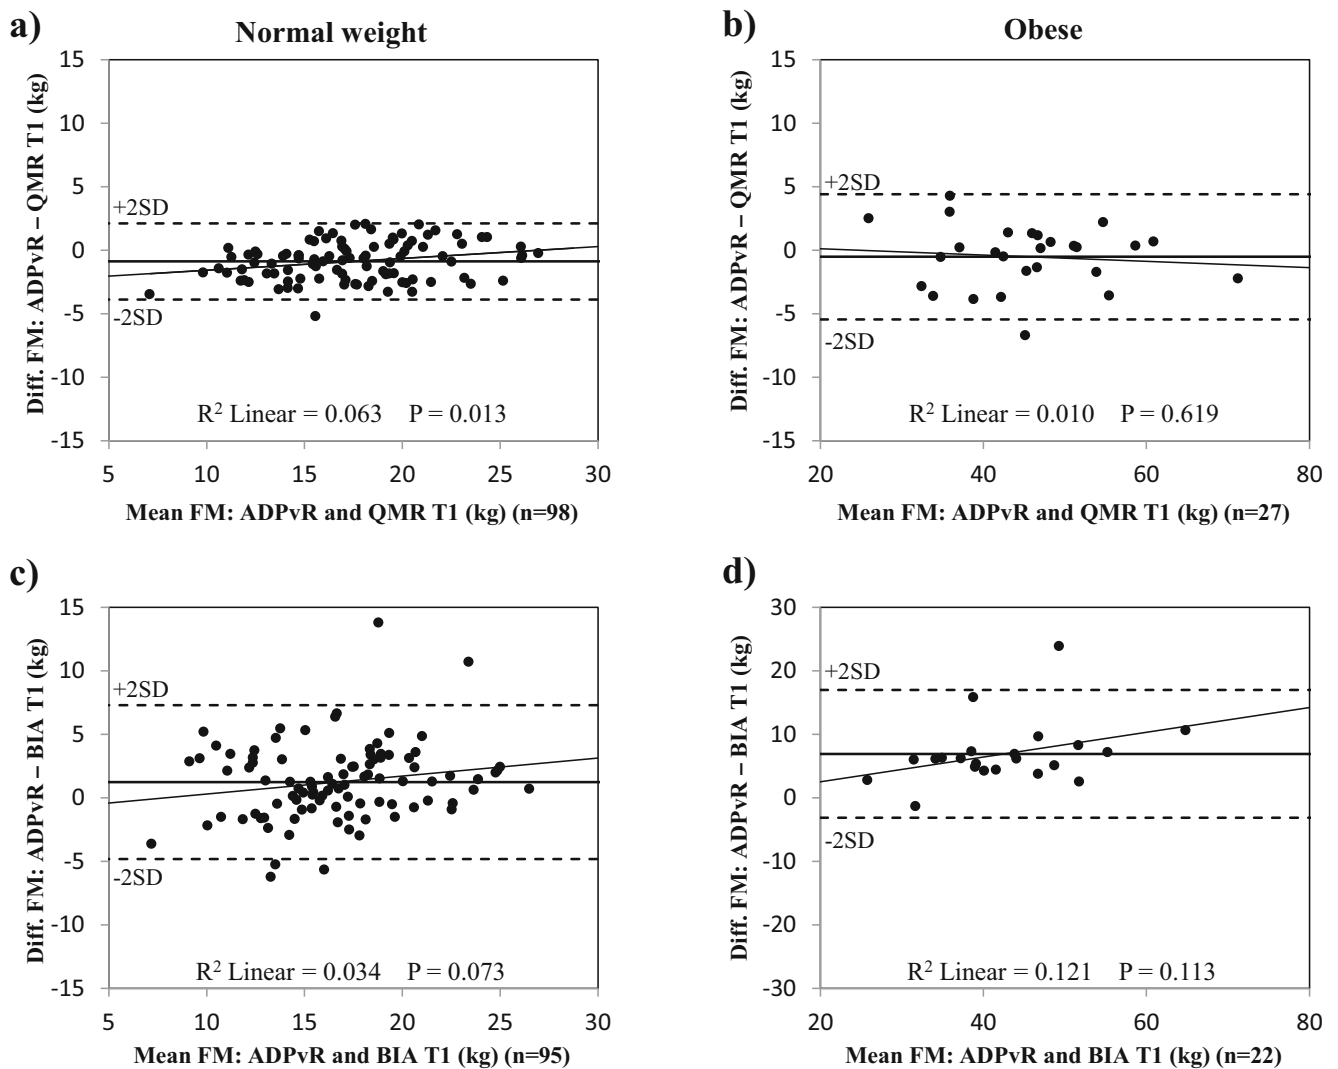 a)
Normal weight
Diff. FM: ADPvR – QMR T1 (kg)
15
10
5
0
-5
-10
-15
+2SD
-2SD
R² Linear = 0.063 P = 0.013
5 10 15 20 25 30
Mean FM: ADPvR and QMR T1 (kg) (n=98)
b)
Obese
Diff. FM: ADPvR – QMR T1 (kg)
15
10
5
0
-5
-10
-15
+2SD
-2SD
R² Linear = 0.010 P = 0.619
20 40 60 80
Mean FM: ADPvR and QMR T1 (kg) (n=27)
c)
Diff. FM: ADPvR – BIA T1 (kg)
15
10
5
0
-5
-10
-15
+2SD
-2SD
R² Linear = 0.034 P = 0.073
5 10 15 20 25 30
Mean FM: ADPvR and BIA T1 (kg) (n=95)
d)
Diff. FM: ADPvR – BIA T1 (kg)
30
20
10
0
-10
-20
-30
+2SD
-2SD
R² Linear = 0.121 P = 0.113
20 40 60 80
Mean FM: ADPvR and BIA T1 (kg) (n=22)